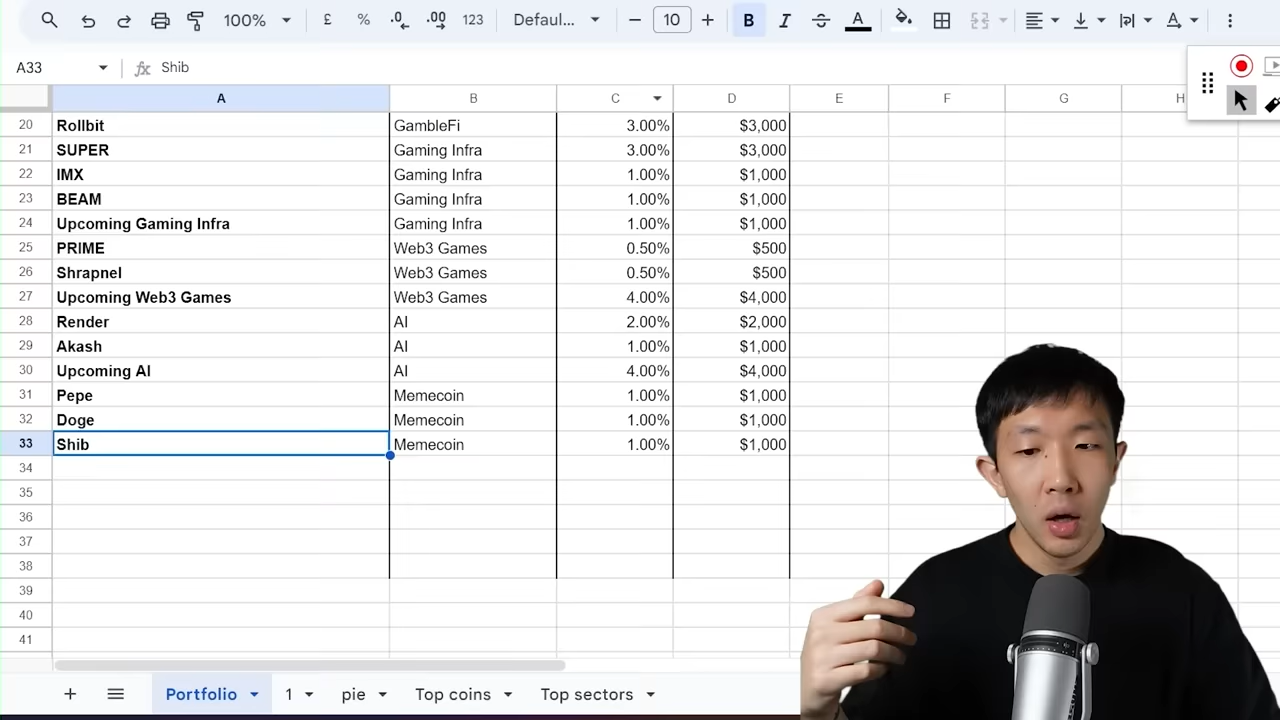 100% £ % .0 .00 123 Defaul... 10 B I S A
A33 fx Shib
A B C D E F G H
20 Rollbit GambleFi 3.00% $3,000
21 SUPER Gaming Infra 3.00% $3,000
22 IMX Gaming Infra 1.00% $1,000
23 BEAM Gaming Infra 1.00% $1,000
24 Upcoming Gaming Infra Gaming Infra 1.00% $1,000
25 PRIME Web3 Games 0.50% $500
26 Shrapnel Web3 Games 0.50% $500
27 Upcoming Web3 Games Web3 Games 4.00% $4,000
28 Render AI 2.00% $2,000
29 Akash AI 1.00% $1,000
30 Upcoming AI AI 4.00% $4,000
31 Pepe Memecoin 1.00% $1,000
32 Doge Memecoin 1.00% $1,000
33 Shib Memecoin 1.00% $1,000
34
35
36
37
38
39
40
41
Portfolio 1 pie Top coins Top sectors